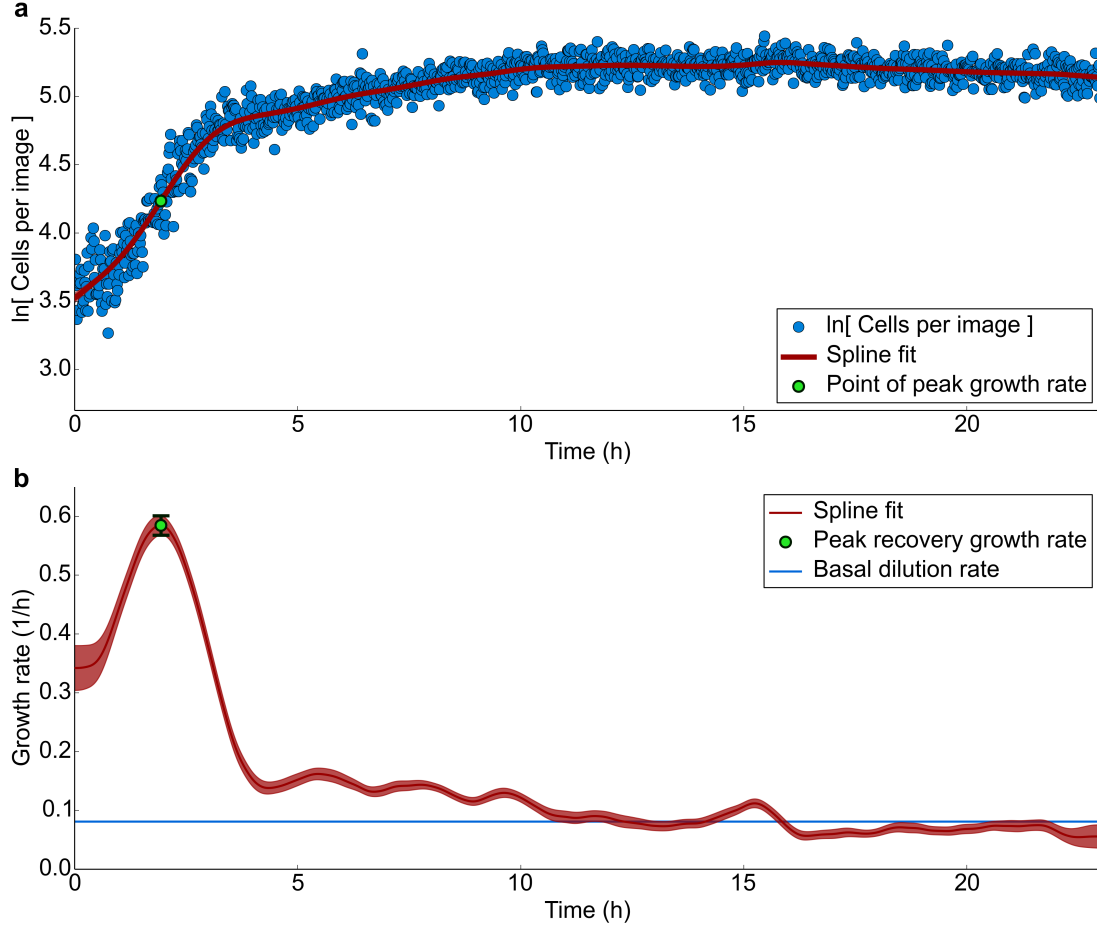 a
5.5
5.0
4.5
4.0
3.5
3.0
ln[ Cells per image ]
0 5 10 15 20
Time (h)
ln[ Cells per image ]
Spline fit
Point of peak growth rate
b
0.6
0.5
0.4
0.3
0.2
0.1
0.0
Growth rate (1/h)
0 5 10 15 20
Time (h)
Spline fit
Peak recovery growth rate
Basal dilution rate